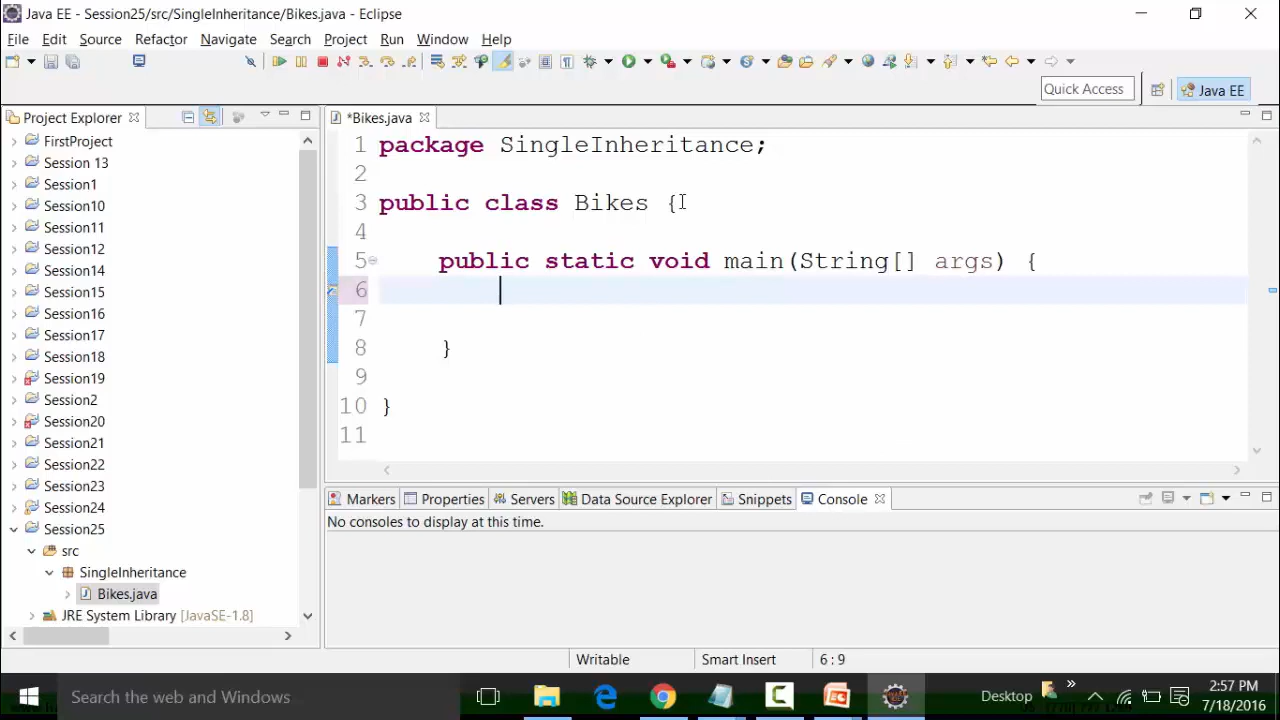 Java EE - Session25/src/SingleInheritance/Bikes.java - Eclipse
File Edit Source Refactor Navigate Search Project Run Window Help
Quick Access
Java EE
Project Explorer
*Bikes.java
FirstProject
Session 13
Session1
Session10
Session11
Session12
Session14
Session15
Session16
Session17
Session18
Session19
Session2
Session20
Session21
Session22
Session23
Session24
Session25
src
SingleInheritance
Bikes.java
JRE System Library [JavaSE-1.8]
1 package SingleInheritance;
2
3 public class Bikes {
4
5 public static void main(String[] args) {
6
7
8 }
9
10 }
11
Markers Properties Servers Data Source Explorer Snippets Console
No consoles to display at this time.
Writable Smart Insert 6 : 9
Search the web and Windows
Desktop
2:57 PM
7/18/2016